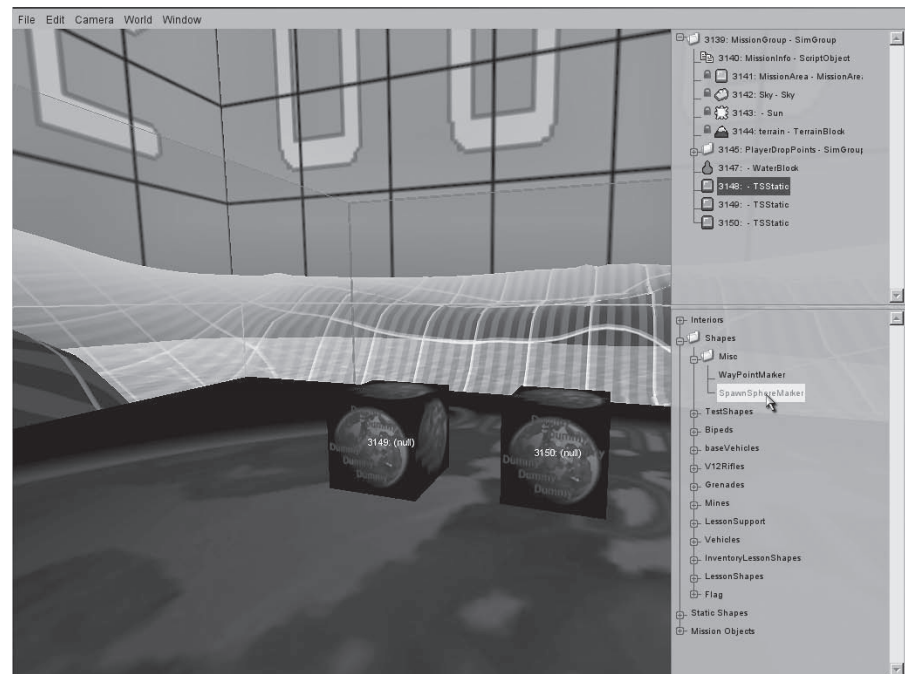 File Edit Camera World Window
3139: MissionGroup - SimGroup
3140: MissionInfo - ScriptObject
3141: MissionArea - MissionArea
3142: Sky - Sky
3143: - Sun
3144: terrain - TerrainBlock
3145: PlayerDropPoints - SimGroup
3147: - WaterBlock
3148: - TSStatic
3149: - TSStatic
3150: - TSStatic
Interiors
Shapes
Misc
WayPointMarker
SpawnSphereMarker
TestShapes
Bipeds
baseVehicles
V12Rifles
Grenades
Mines
LessonSupport
Vehicles
InventoryLessonShapes
LessonShapes
Flag
Static Shapes
Mission Objects
3149: (null)
3150: (null)
Dummy
Dummy
Dummy
Dummy